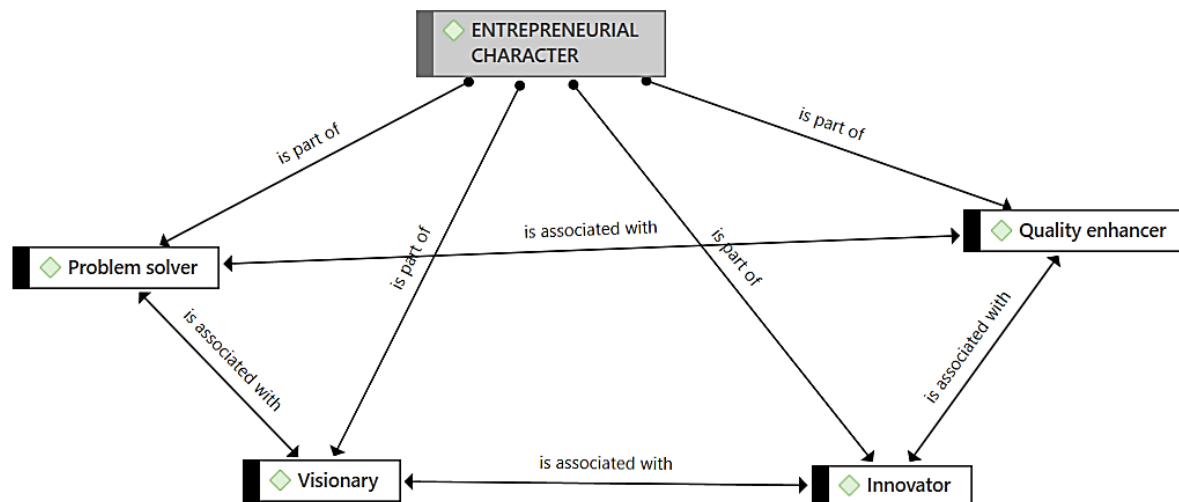 ENTREPRENEURIAL
CHARACTER
is part of
is part of
is part of
is part of
is associated with
Quality enhancer
Problem solver
is associated with
is associated with
is associated with
Visionary
Innovator